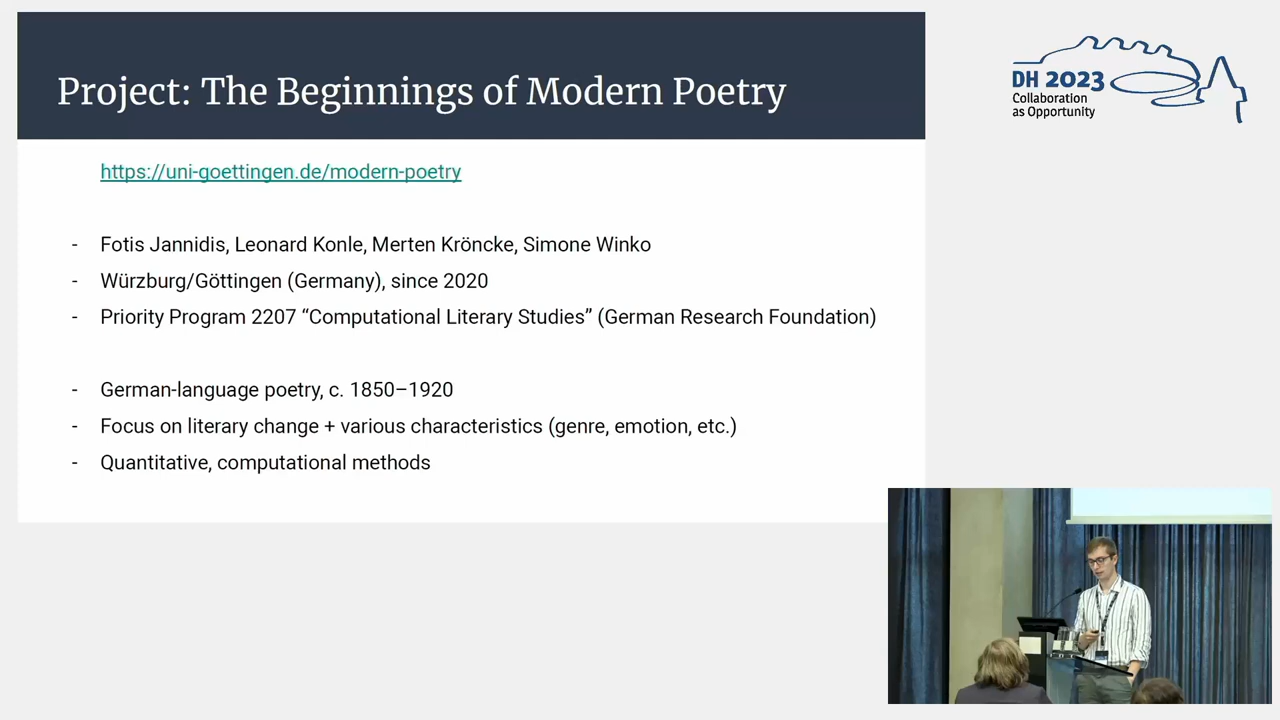 Project: The Beginnings of Modern Poetry
https://uni-goettingen.de/modern-poetry
- Fotis Jannidis, Leonard Konle, Merten Kröncke, Simone Winko
- Würzburg/Göttingen (Germany), since 2020
- Priority Program 2207 “Computational Literary Studies” (German Research Foundation)
- German-language poetry, c. 1850–1920
- Focus on literary change + various characteristics (genre, emotion, etc.)
- Quantitative, computational methods
DH 2023
Collaboration
as Opportunity